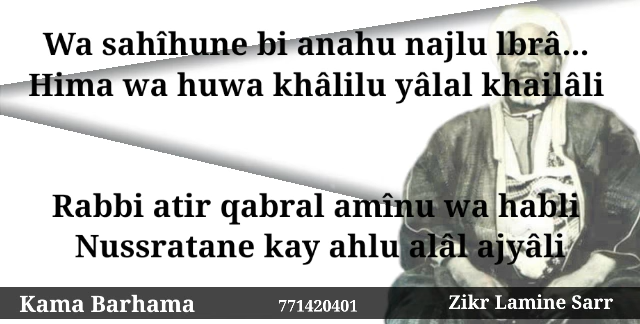 Wa sahîhune bi anahu najlu lbrâ...
Hima wa huwa khâlilu yâlal khailâli
Rabbi atir qabral amînu wa habli
Nussratane kay ahlu alâl ajyâli
Kama Barhama
771420401
Zikr Lamine Sarr